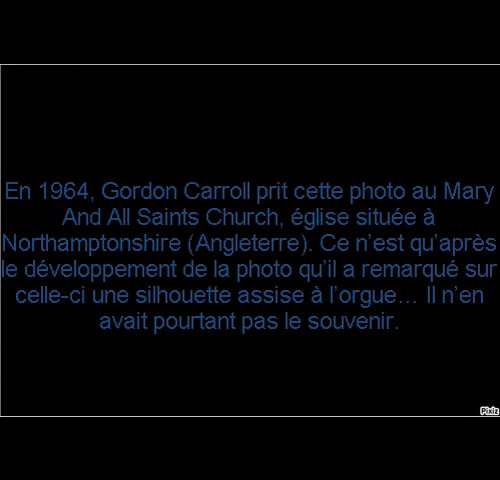 En 1964, Gordon Carroll prit cette photo au Mary
And All Saints Church, église située à
Northamptonshire (Angleterre). Ce n’est qu’après
le développement de la photo qu’il a remarqué sur
celle-ci une silhouette assise à l’orgue… Il n’en
avait pourtant pas le souvenir.
Pixiz